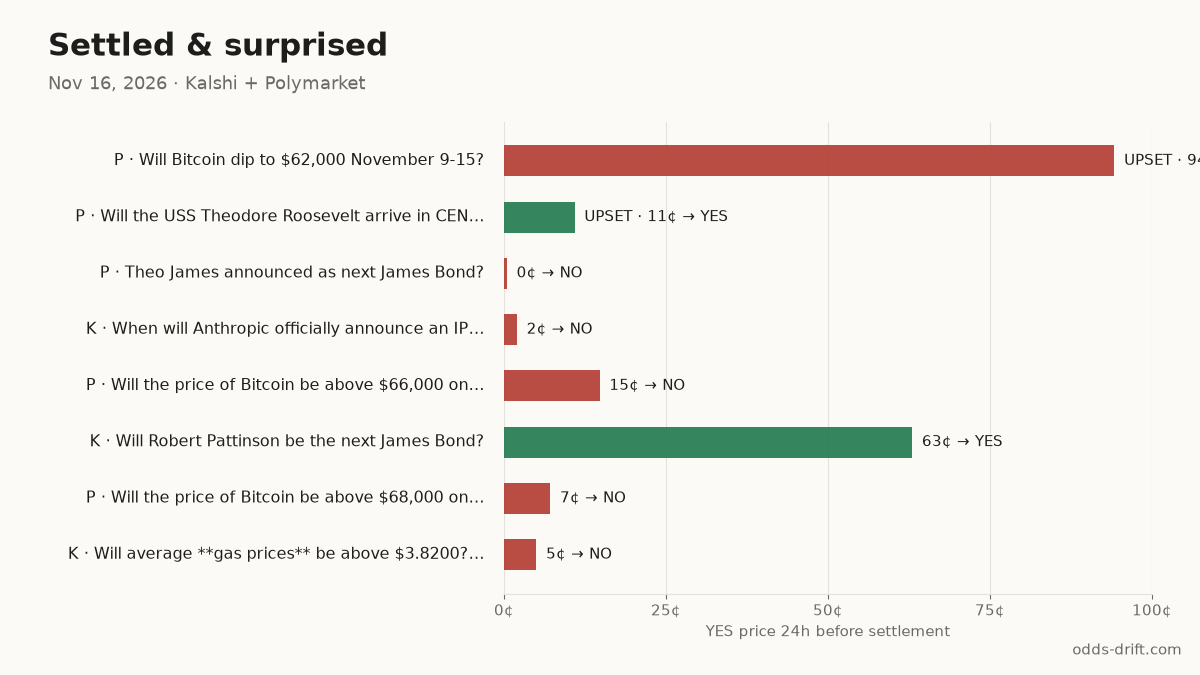 Settled & surprised
Nov 16, 2026 · Kalshi + Polymarket
P · Will Bitcoin dip to $62,000 November 9-15? UPSET · 94
P · Will the USS Theodore Roosevelt arrive in CEN… UPSET · 11¢ → YES
P · Theo James announced as next James Bond? 0¢ → NO
K · When will Anthropic officially announce an IP… 2¢ → NO
P · Will the price of Bitcoin be above $66,000 on… 15¢ → NO
K · Will Robert Pattinson be the next James Bond? 63¢ → YES
P · Will the price of Bitcoin be above $68,000 on… 7¢ → NO
K · Will average **gas prices** be above $3.8200?… 5¢ → NO
0¢ 25¢ 50¢ 75¢ 100¢
YES price 24h before settlement
odds-drift.com